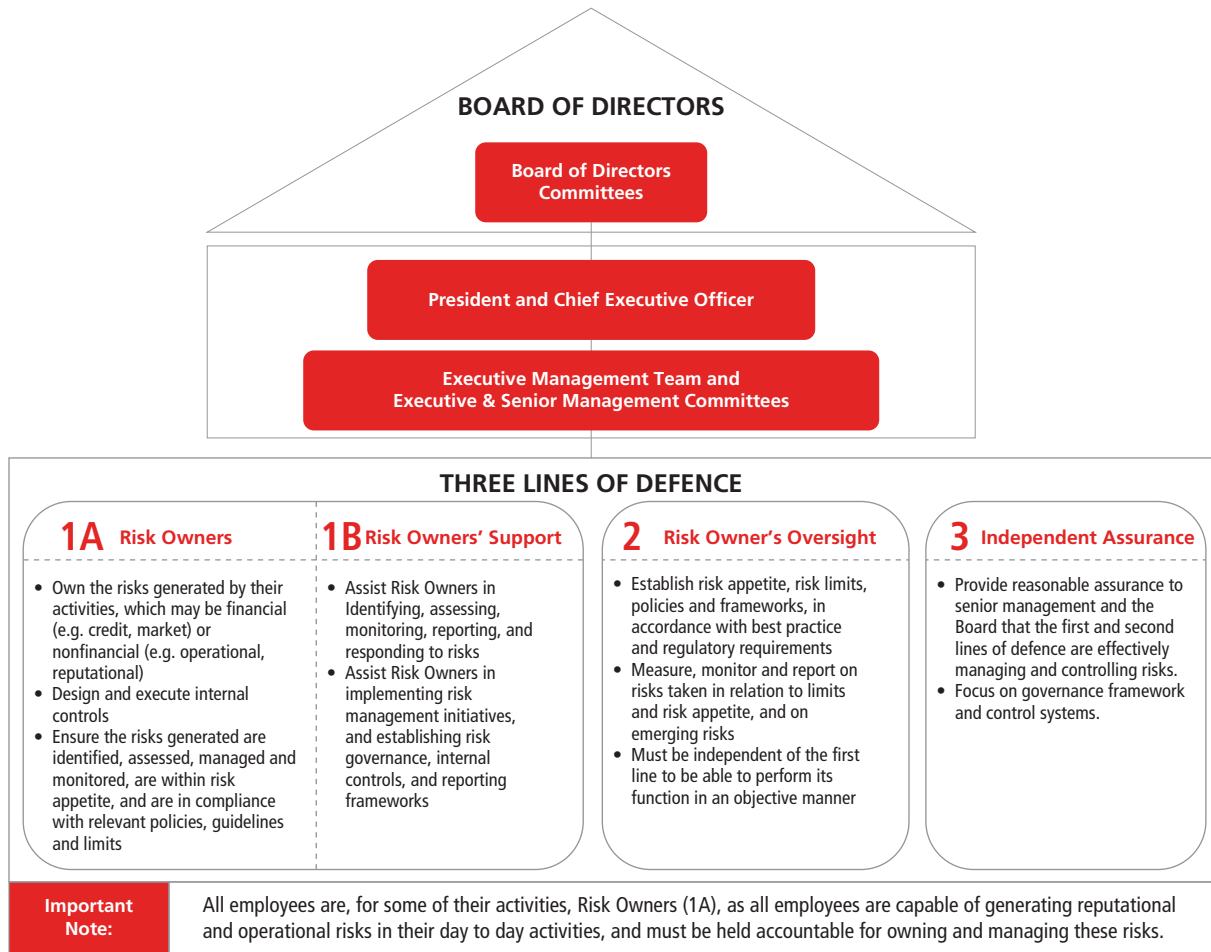 BOARD OF DIRECTORS
Board of Directors
Committees
President and Chief Executive Officer
Executive Management Team and
Executive & Senior Management Committees
THREE LINES OF DEFENCE
1A Risk Owners
• Own the risks generated by their
activities, which may be financial
(e.g. credit, market) or
nonfinancial (e.g. operational,
reputational)
• Design and execute internal
controls
• Ensure the risks generated are
identified, assessed, managed and
monitored, are within risk
appetite, and are in compliance
with relevant policies, guidelines
and limits
1B Risk Owners' Support
• Assist Risk Owners in
Identifying, assessing,
monitoring, reporting, and
responding to risks
• Assist Risk Owners in
implementing risk
management initiatives,
and establishing risk
governance, internal
controls, and reporting
frameworks
2 Risk Owner's Oversight
• Establish risk appetite, risk limits,
policies and frameworks, in
accordance with best practice
and regulatory requirements
• Measure, monitor and report on
risks taken in relation to limits
and risk appetite, and on
emerging risks
• Must be independent of the first
line to be able to perform its
function in an objective manner
3 Independent Assurance
• Provide reasonable assurance to
senior management and the
Board that the first and second
lines of defence are effectively
managing and controlling risks.
• Focus on governance framework
and control systems.
Important
Note:
All employees are, for some of their activities, Risk Owners (1A), as all employees are capable of generating reputational
and operational risks in their day to day activities, and must be held accountable for owning and managing these risks.